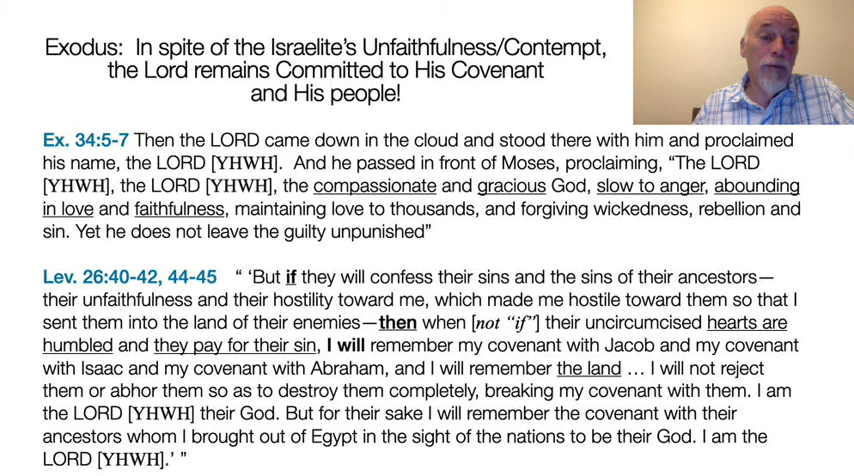 Exodus:  In spite of the Israelite's Unfaithfulness/Contempt,
the Lord remains Committed to His Covenant
and His people!
Ex. 34:5-7 Then the LORD came down in the cloud and stood there with him and proclaimed
his name, the LORD [YHWH].  And he passed in front of Moses, proclaiming, “The LORD
[YHWH], the LORD [YHWH], the compassionate and gracious God, slow to anger, abounding
in love and faithfulness, maintaining love to thousands, and forgiving wickedness, rebellion and
sin. Yet he does not leave the guilty unpunished”
Lev. 26:40-42, 44-45   “ ‘But if they will confess their sins and the sins of their ancestors—
their unfaithfulness and their hostility toward me, which made me hostile toward them so that I
sent them into the land of their enemies—then when [not “if”] their uncircumcised hearts are
humbled and they pay for their sin, I will remember my covenant with Jacob and my covenant
with Isaac and my covenant with Abraham, and I will remember the land … I will not reject
them or abhor them so as to destroy them completely, breaking my covenant with them. I am
the LORD [YHWH] their God. But for their sake I will remember the covenant with their
ancestors whom I brought out of Egypt in the sight of the nations to be their God. I am the
LORD [YHWH].’ ”